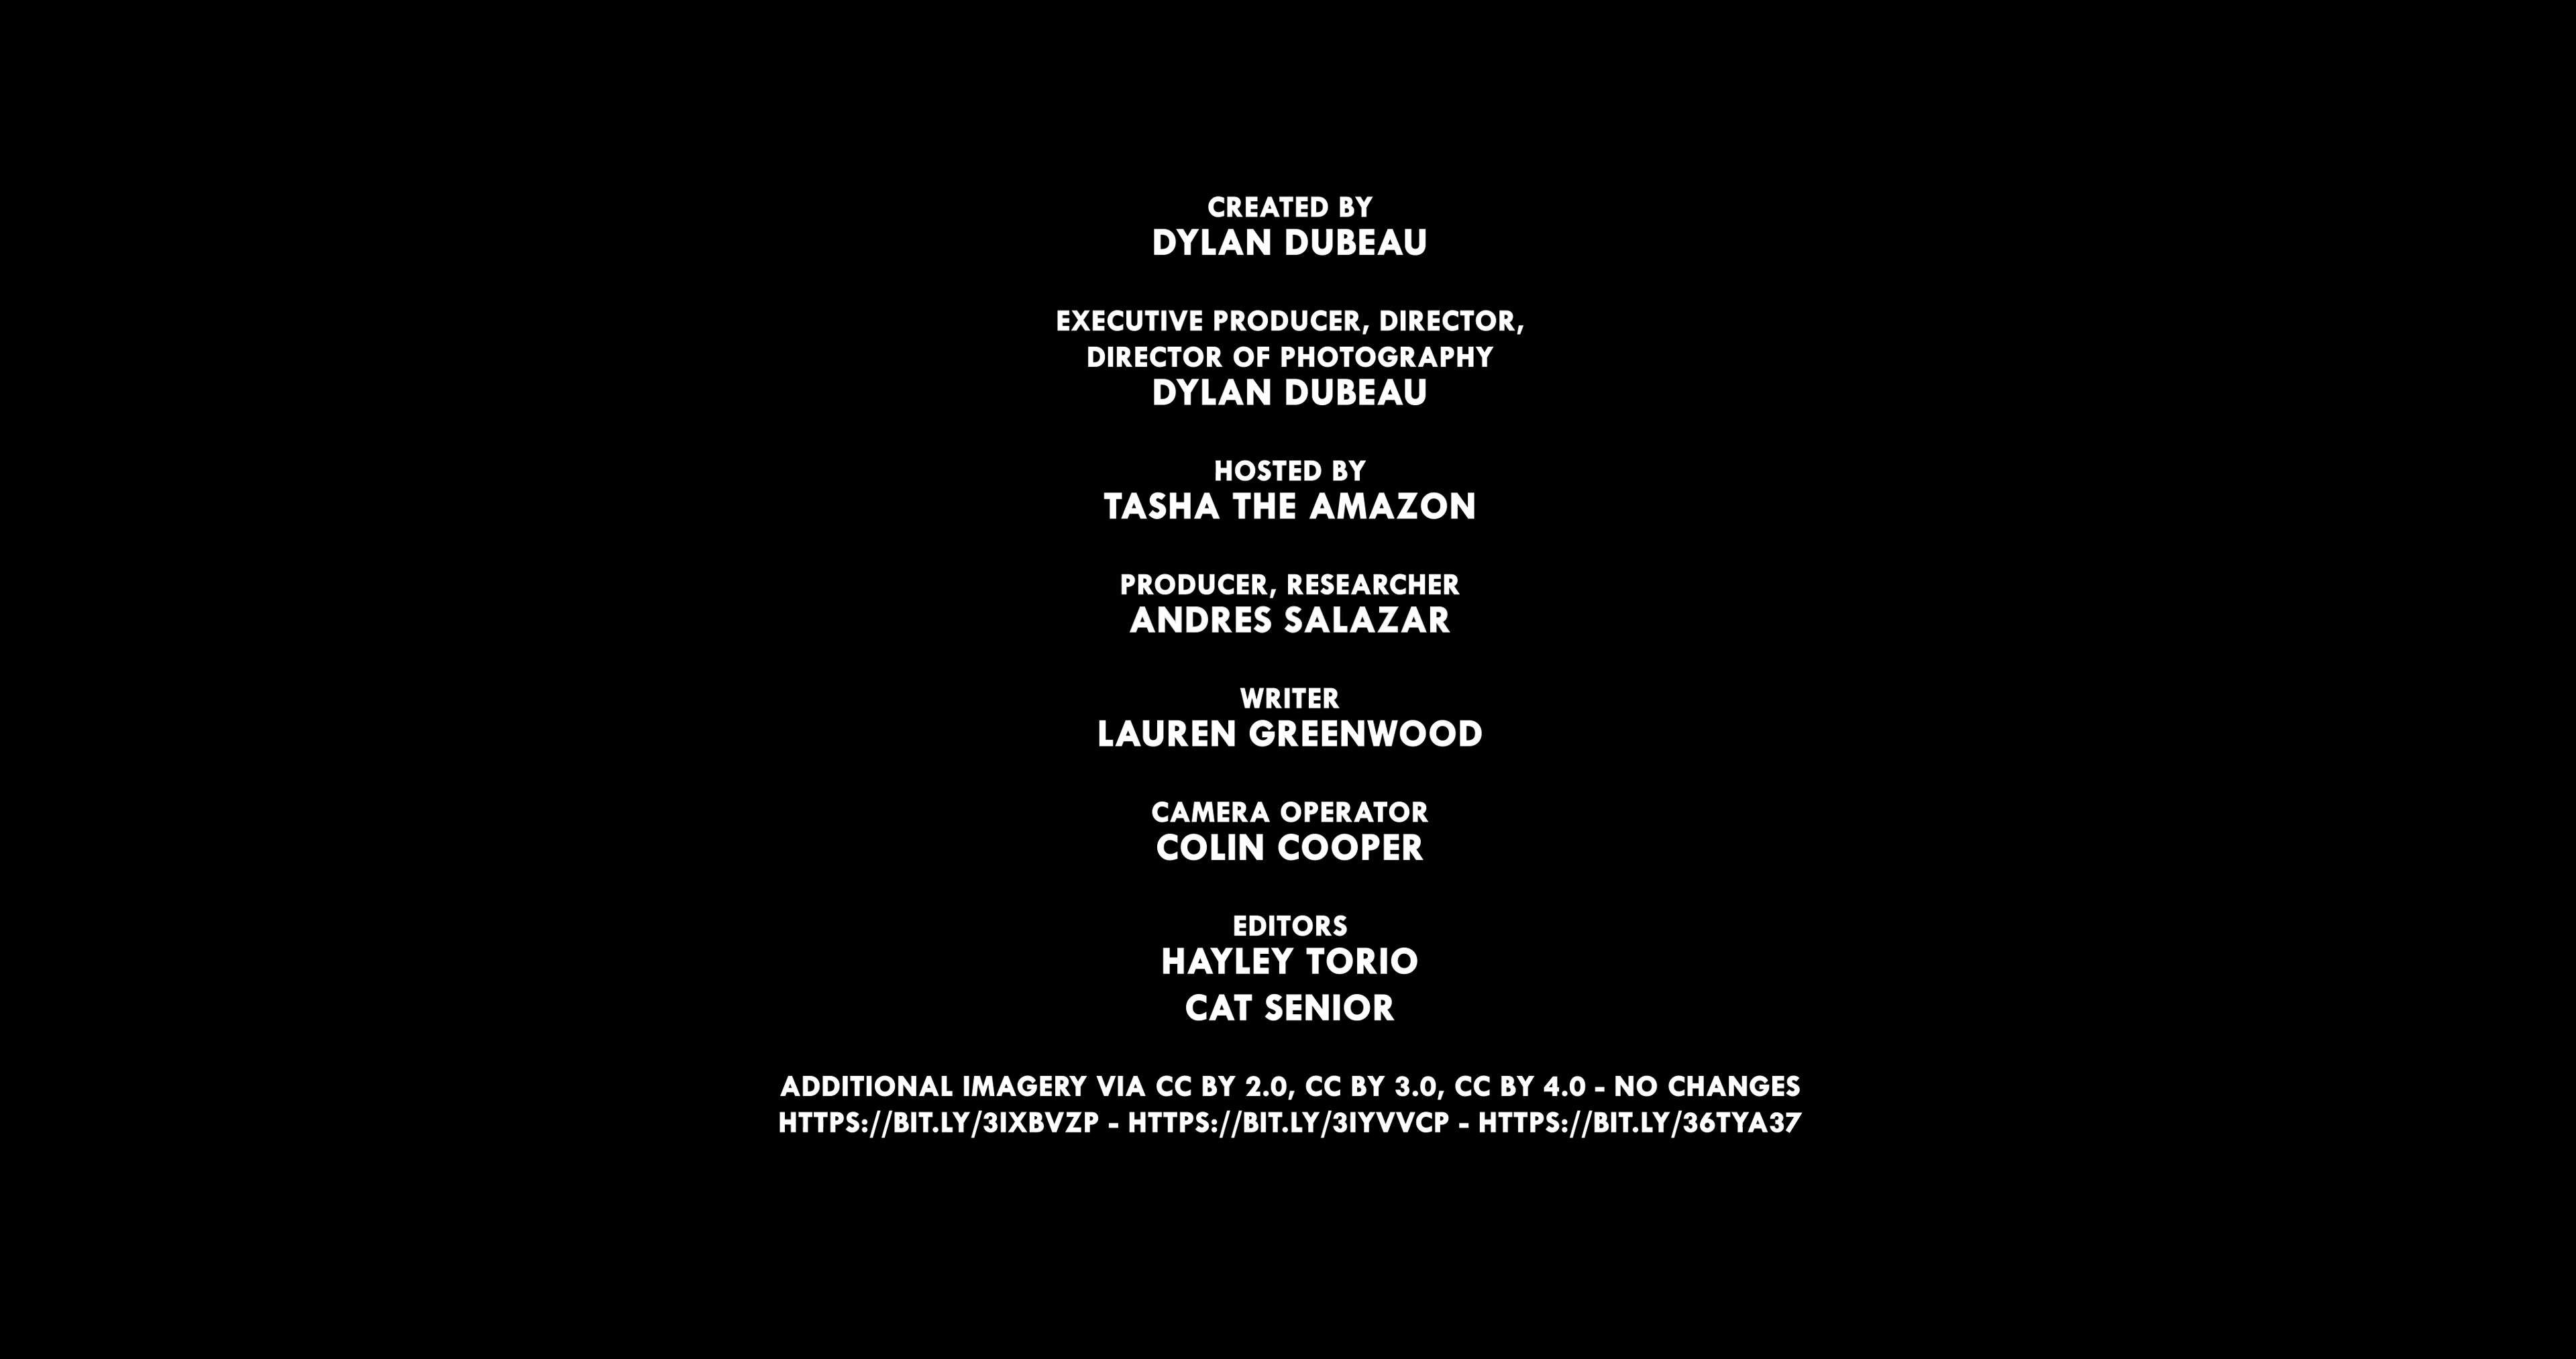 CREATED BY
DYLAN DUBEAU
EXECUTIVE PRODUCER, DIRECTOR,
DIRECTOR OF PHOTOGRAPHY
DYLAN DUBEAU
HOSTED BY
TASHA THE AMAZON
PRODUCER, RESEARCHER
ANDRES SALAZAR
WRITER
LAUREN GREENWOOD
CAMERA OPERATOR
COLIN COOPER
EDITORS
HAYLEY TORIO
CAT SENIOR
ADDITIONAL IMAGERY VIA CC BY 2.0, CC BY 3.0, CC BY 4.0 - NO CHANGES
HTTPS://BIT.LY/3IXBVZP - HTTPS://BIT.LY/3IYVVCP - HTTPS://BIT.LY/36TYA37